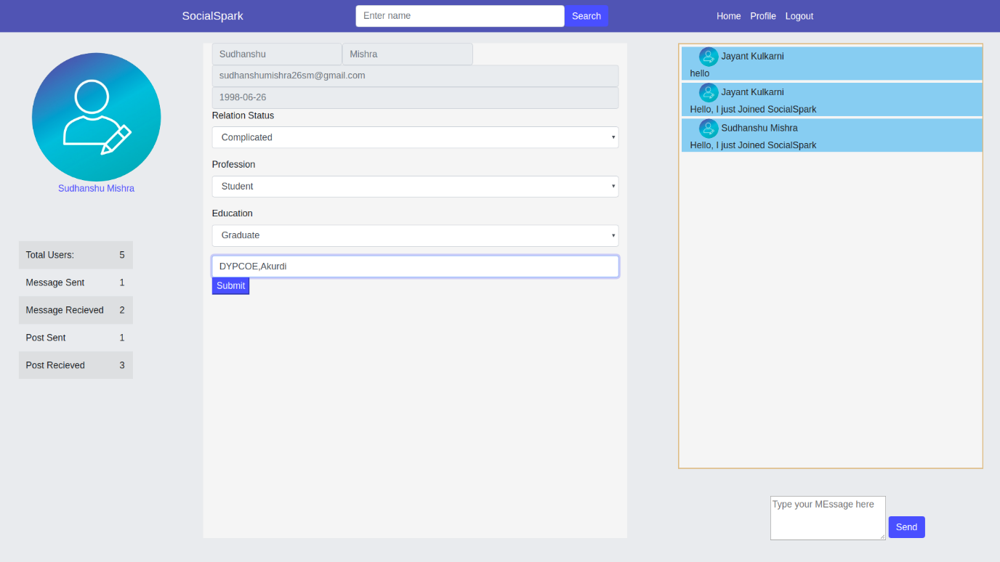 SocialSpark
Enter name
Search
Home Profile Logout
Sudhanshu Mishra
Total Users: 5
Message Sent 1
Message Recieved 2
Post Sent 1
Post Recieved 3
Sudhanshu Mishra
sudhanshumishra26sm@gmail.com
1998-06-26
Relation Status
Complicated
Profession
Student
Education
Graduate
DYPCOE,Akurdi
Submit
Jayant Kulkarni
hello
Jayant Kulkarni
Hello, I just Joined SocialSpark
Sudhanshu Mishra
Hello, I just Joined SocialSpark
Type your MEssage here
Send